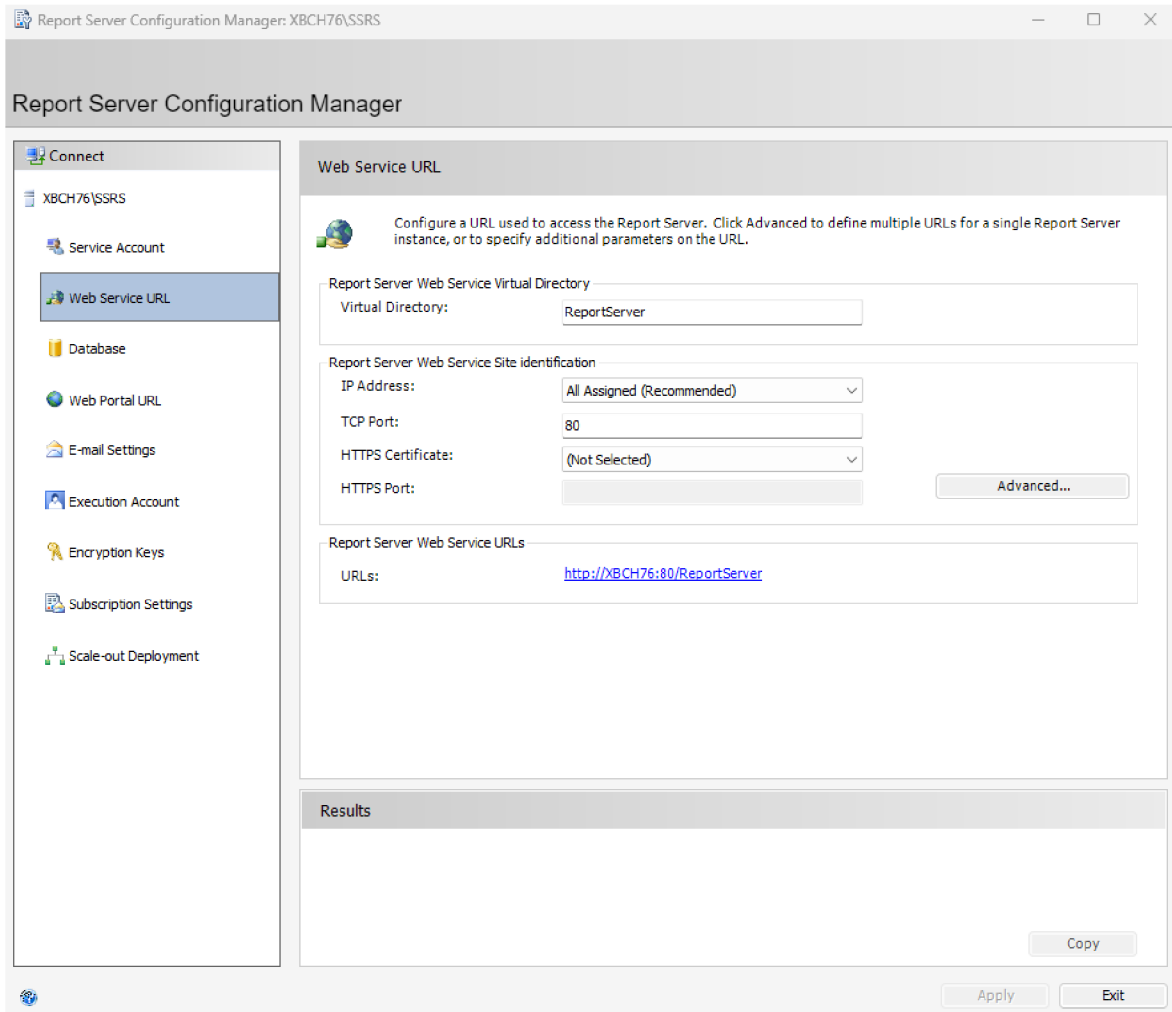 Report Server Configuration Manager: XBCH76\SSRS
Report Server Configuration Manager
Connect
XBCH76\SSRS
Service Account
Web Service URL
Database
Web Portal URL
E-mail Settings
Execution Account
Encryption Keys
Subscription Settings
Scale-out Deployment
Web Service URL
Configure a URL used to access the Report Server.  Click Advanced to define multiple URLs for a single Report Server
instance, or to specify additional parameters on the URL.
Report Server Web Service Virtual Directory
Virtual Directory: ReportServer
Report Server Web Service Site identification
IP Address: All Assigned (Recommended)
TCP Port: 80
HTTPS Certificate: (Not Selected)
HTTPS Port:
Advanced...
Report Server Web Service URLs
URLs: http://XBCH76:80/ReportServer
Results
Copy
Apply Exit